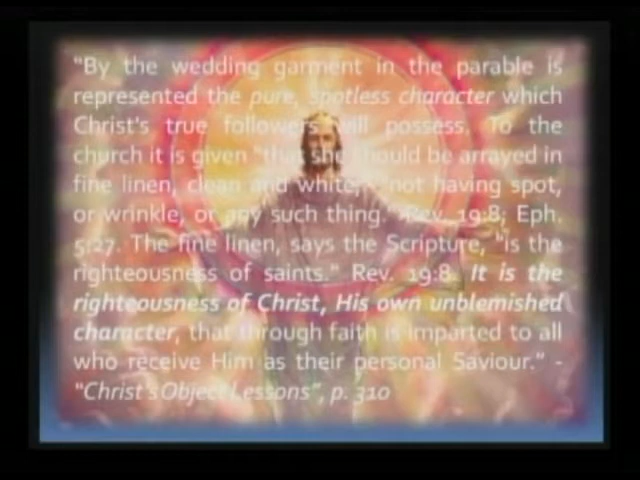 "By the wedding garment in the parable is
represented the pure, spotless character which
Christ's true followers will possess. To the
church it is given "that she should be arrayed in
fine linen, clean and white," "not having spot,
or wrinkle, or any such thing." Rev. 19:8; Eph.
5:27. The fine linen, says the Scripture, "is the
righteousness of saints." Rev. 19:8. It is the
righteousness of Christ, His own unblemished
character, that through faith is imparted to all
who receive Him as their personal Saviour." -
"Christ's Object Lessons", p. 310